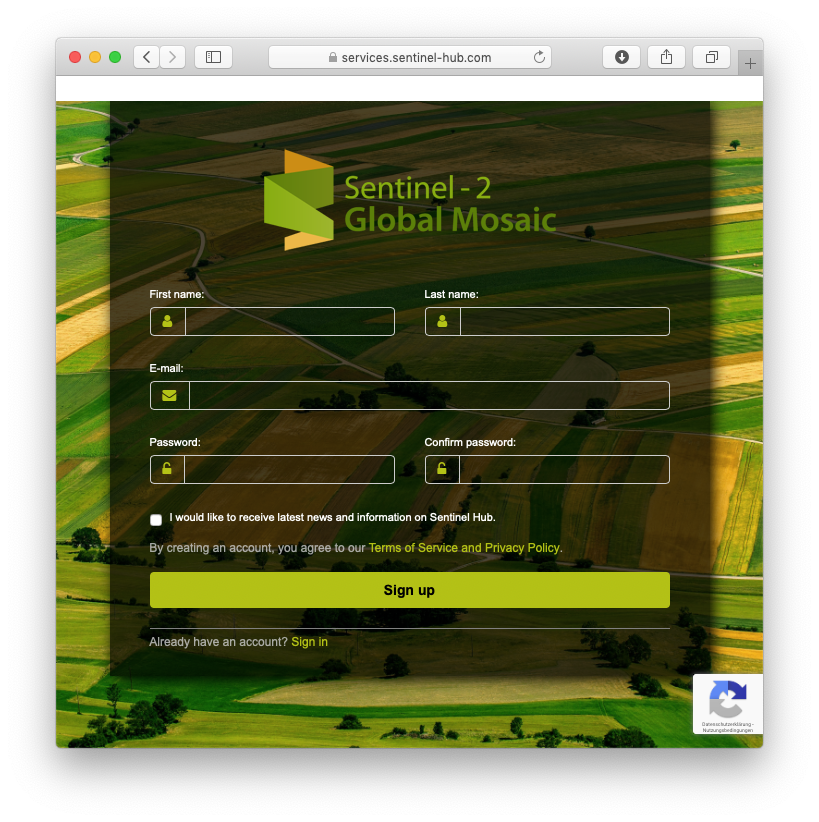 services.sentinel-hub.com
Sentinel - 2
Global Mosaic
First name:
Last name:
E-mail:
Password:
Confirm password:
I would like to receive latest news and information on Sentinel Hub.
By creating an account, you agree to our Terms of Service and Privacy Policy.
Sign up
Already have an account? Sign in
Datenschutzerklärung -
Nutzungsbedingungen